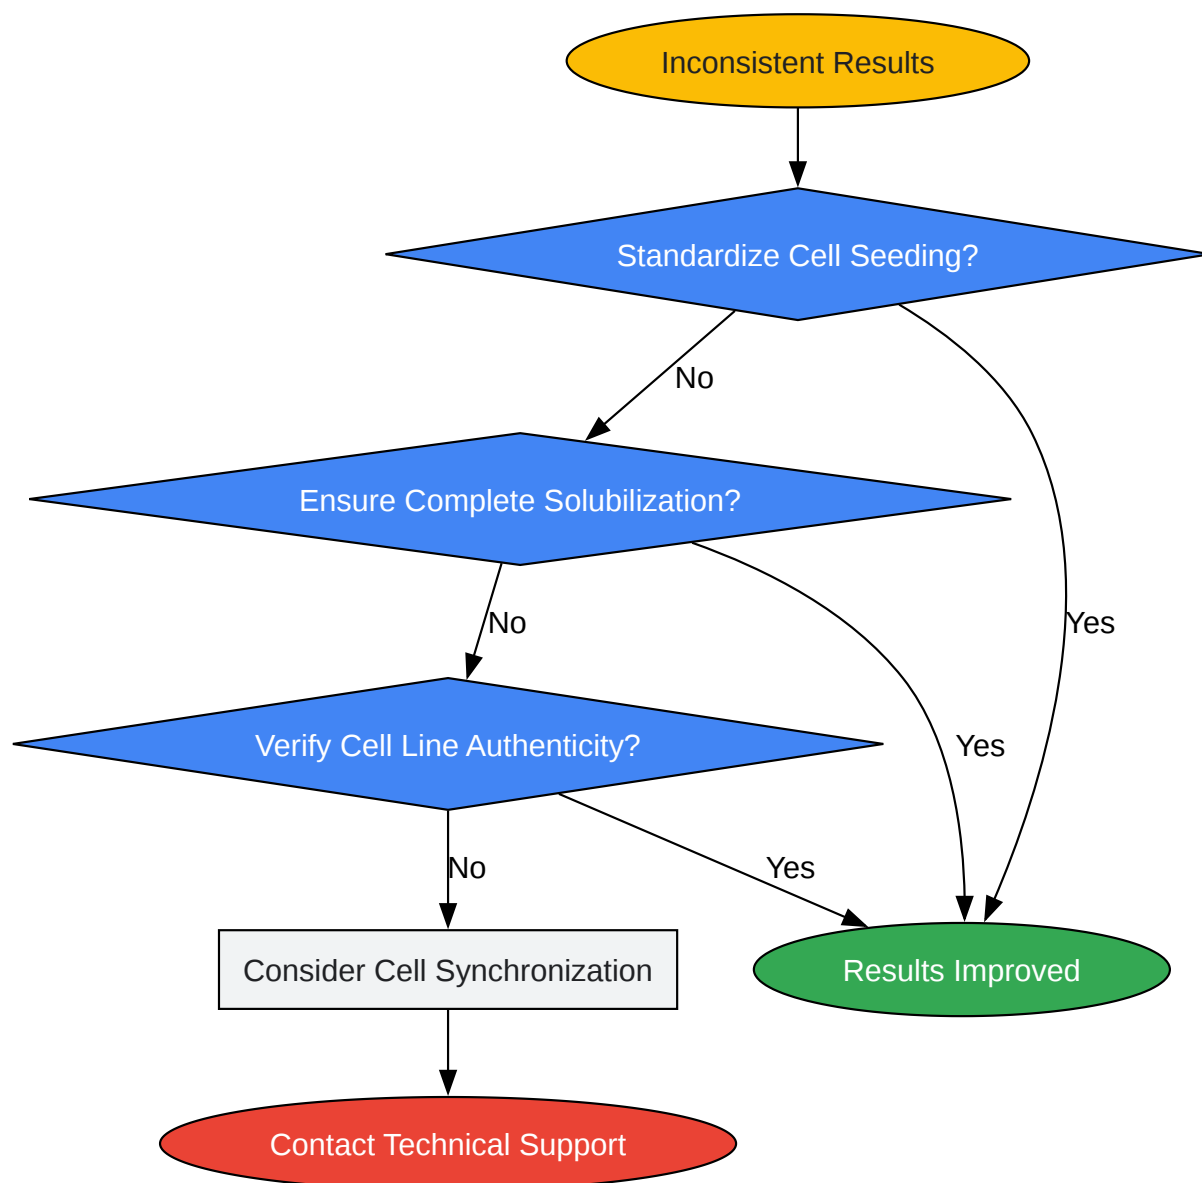 Inconsistent Results
Standardize Cell Seeding?
No
Ensure Complete Solubilization?
No
Yes
Verify Cell Line Authenticity?
Yes
No
Yes
Consider Cell Synchronization
Results Improved
Contact Technical Support